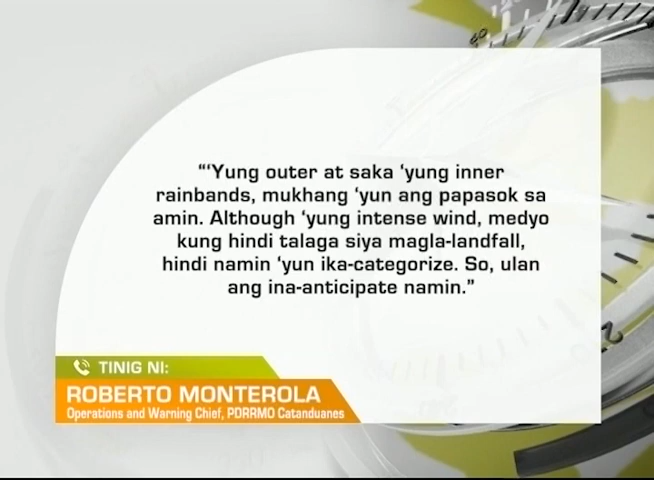 “‘Yung outer at saka ‘yung inner
rainbands, mukhang ‘yun ang papasok sa
amin. Although ‘yung intense wind, medyo
kung hindi talaga siya magla-landfall,
hindi namin ‘yun ika-categorize. So, ulan
ang ina-anticipate namin.”
TINIG NI:
ROBERTO MONTEROLA
Operations and Warning Chief, PDRRMO Catanduanes